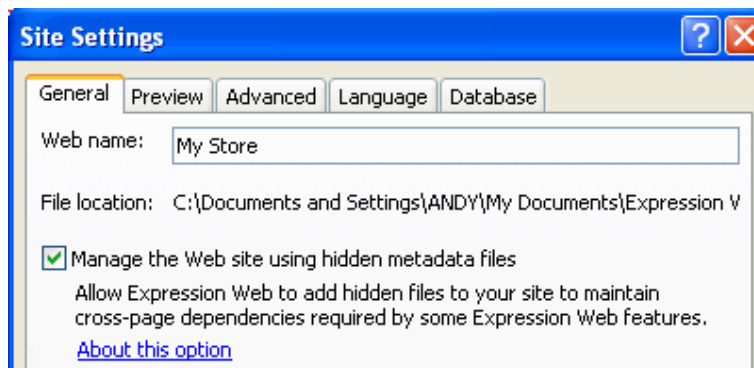 Site Settings
General Preview Advanced Language Database
Web name: My Store
File location: C:\Documents and Settings\ANDY\My Documents\Expression
Manage the Web site using hidden metadata files
Allow Expression Web to add hidden files to your site to maintain
cross-page dependencies required by some Expression Web features.
About this option